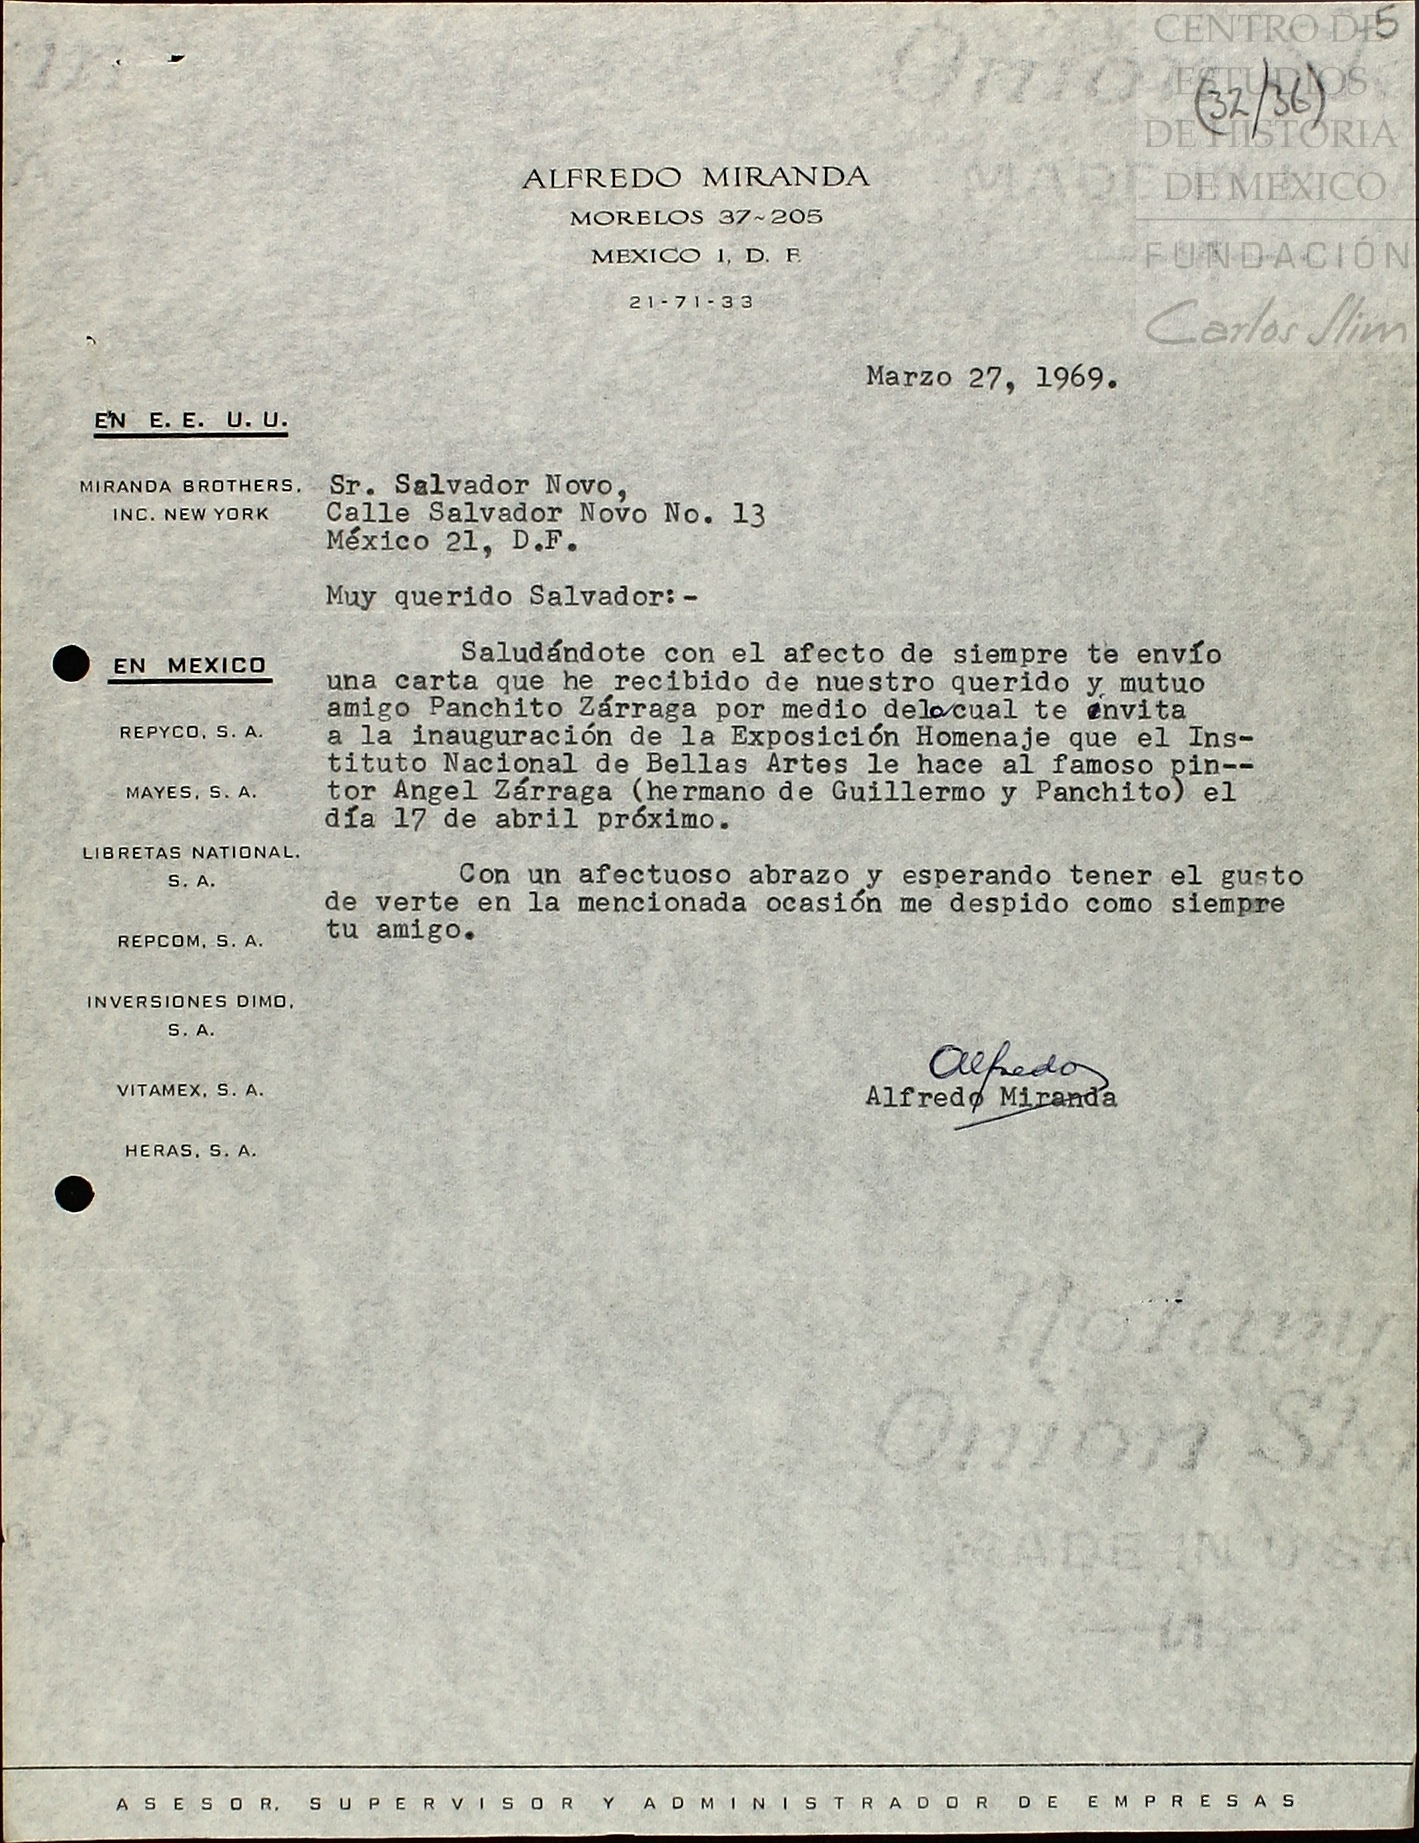 5
(32/36)
CENTRO DE
ESTUDIOS
DE HISTORIA
DE MEXICO
FUNDACIÓN
Carlos Slim
Onion
MADE IN
ALFREDO MIRANDA
MORELOS 37~205
MEXICO 1, D. F.
21-71-33
Marzo 27, 1969.
EN E. E. U. U.
MIRANDA BROTHERS,
INC. NEW YORK
Sr. Salvador Novo,
Calle Salvador Novo No. 13
México 21, D.F.
Muy querido Salvador:-
Saludándote con el afecto de siempre te envío
una carta que he recibido de nuestro querido y mutuo
amigo Panchito Zárraga por medio de la cual te invita
a la inauguración de la Exposición Homenaje que el Ins-
tituto Nacional de Bellas Artes le hace al famoso pin--
tor Angel Zárraga (hermano de Guillermo y Panchito) el
día 17 de abril próximo.
Con un afectuoso abrazo y esperando tener el gusto
de verte en la mencionada ocasión me despido como siempre
tu amigo.
EN MEXICO
REPYCO, S. A.
MAYES, S. A.
LIBRETAS NATIONAL,
S. A.
REPCOM, S. A.
INVERSIONES DIMO,
S. A.
VITAMEX, S. A.
HERAS, S. A.
Alfredo
Alfredo Miranda
Onion Sk
MADE IN U S A
ASESOR, SUPERVISOR Y ADMINISTRADOR DE EMPRESAS